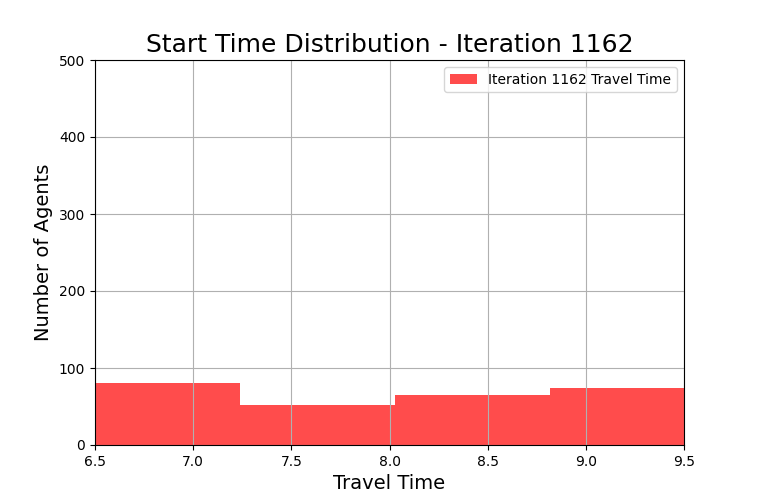 Start Time Distribution - Iteration 1162
500
Iteration 1162 Travel Time
400
300
200
100
0
Number of Agents
6.5 7.0 7.5 8.0 8.5 9.0 9.5
Travel Time